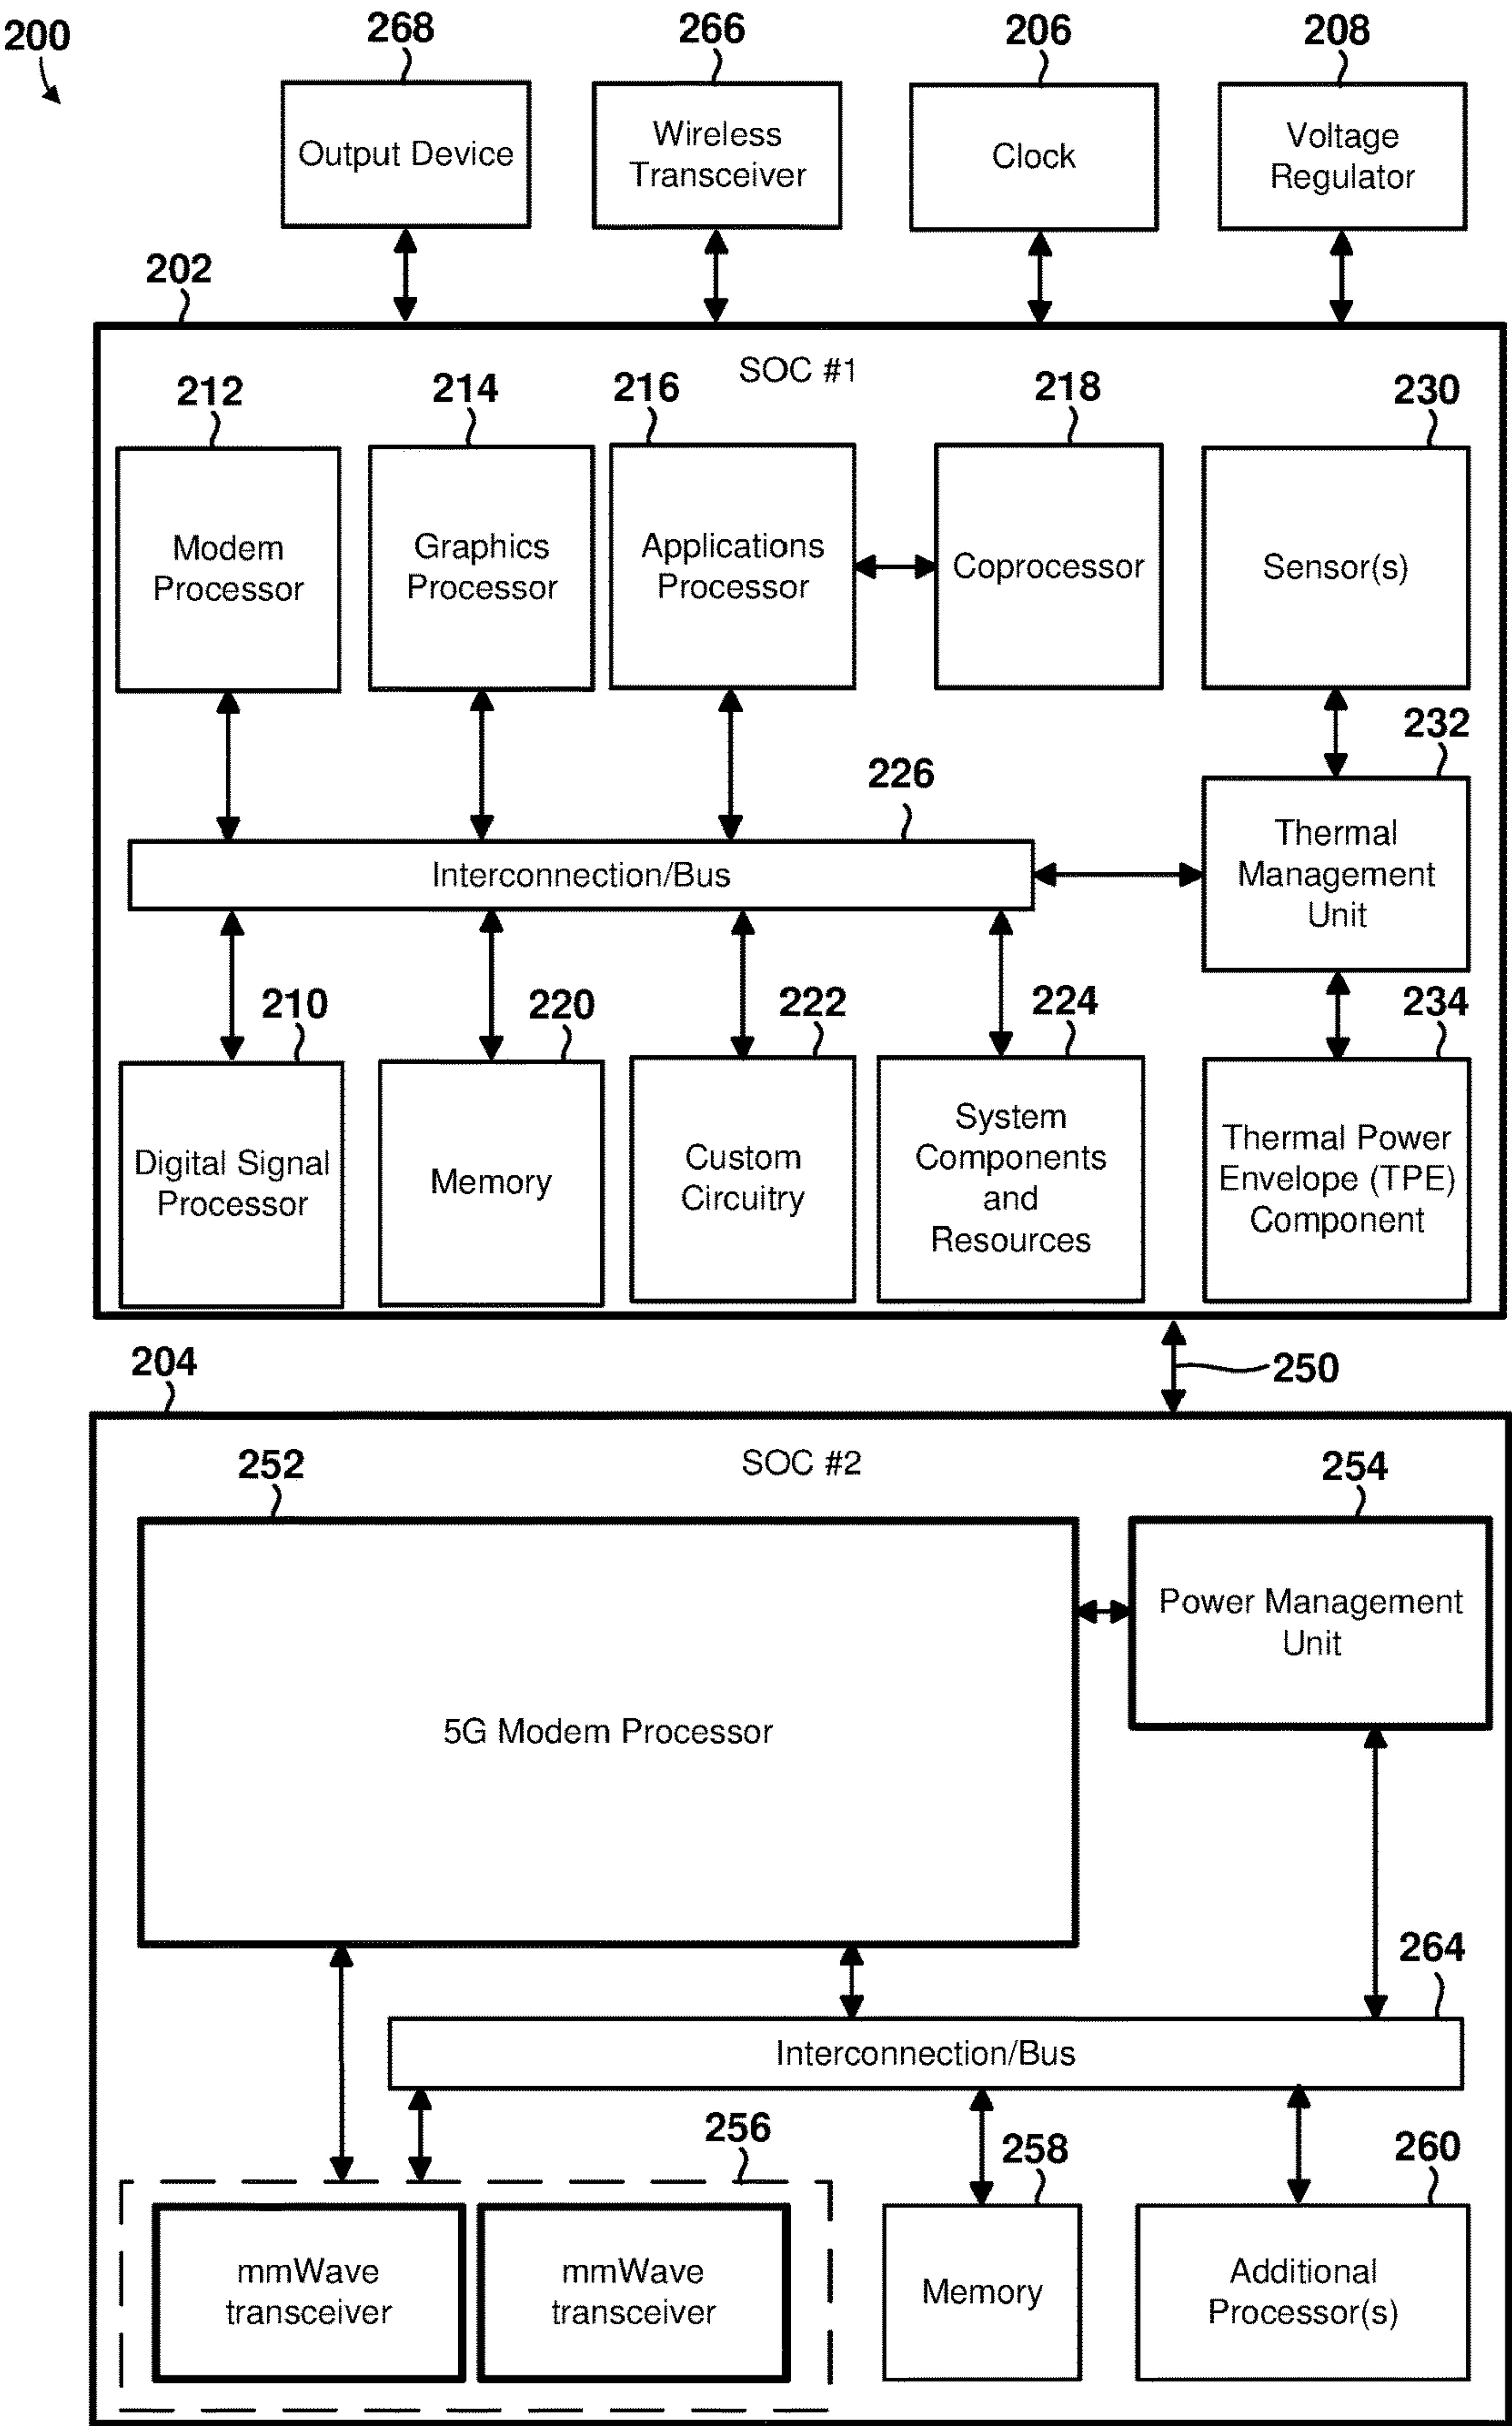 200
268
266
206
208
Output Device
Wireless
Transceiver
Clock
Voltage
Regulator
202
SOC #1
212
214
216
218
230
Modem
Processor
Graphics
Processor
Applications
Processor
Coprocessor
Sensor(s)
232
226
Interconnection/Bus
Thermal
Management
Unit
210
220
222
224
234
Digital Signal
Processor
Memory
Custom
Circuitry
System
Components
and
Resources
Thermal Power
Envelope (TPE)
Component
204
250
SOC #2
252
254
5G Modem Processor
Power Management
Unit
264
Interconnection/Bus
256
258
260
mmWave
transceiver
mmWave
transceiver
Memory
Additional
Processor(s)